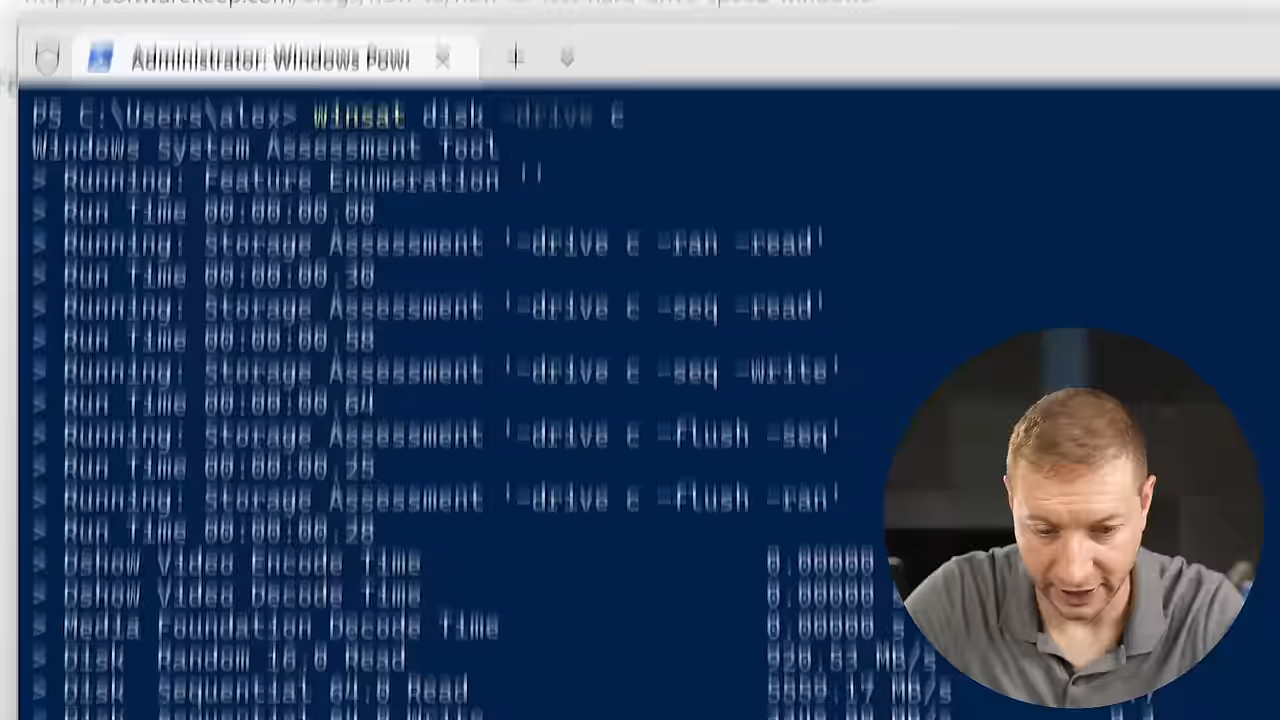 Administrator: Windows Pow
PS C:\Users\alex> winsat disk -drive C
Windows System Assessment Tool
> Running: Feature Enumeration ''
> Run Time 00:00:00.00
> Running: Storage Assessment '-drive C -ran -read'
> Run Time 00:00:00.30
> Running: Storage Assessment '-drive C -seq -read'
> Run Time 00:00:00.58
> Running: Storage Assessment '-drive C -seq -write'
> Run Time 00:00:00.64
> Running: Storage Assessment '-drive C -flush -seq'
> Run Time 00:00:00.25
> Running: Storage Assessment '-drive C -flush -ran'
> Run Time 00:00:00.28
> Dshow Video Encode Time 0.00000
> Dshow Video Decode Time 0.00000
> Media Foundation Decode Time 0.00000 s
> Disk Random 16.0 Read MB/s
> Disk Sequential 64.0 Read MB/s